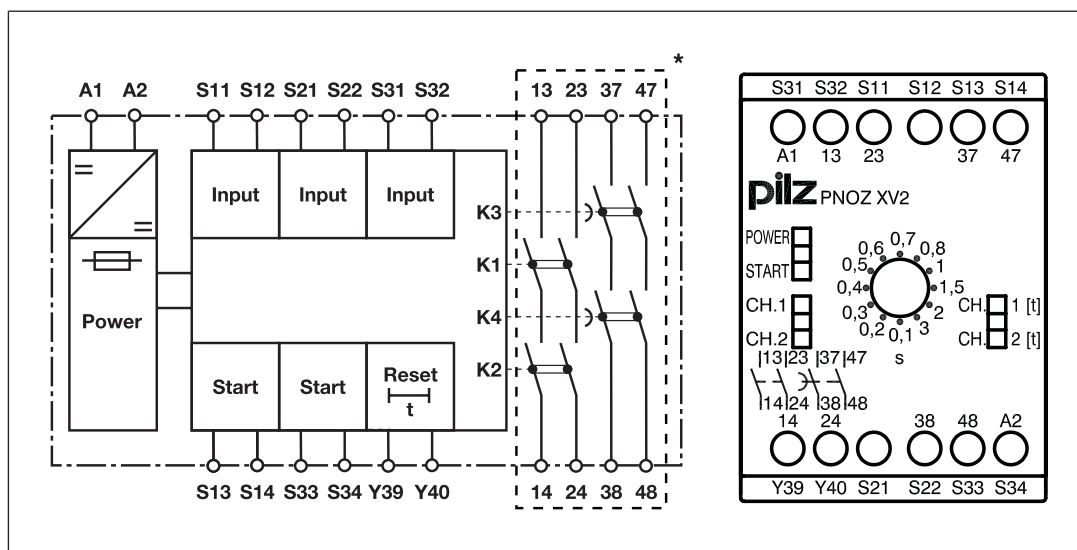 *
A1 A2 S11 S12 S21 S22 S31 S32 13 23 37 47
Input Input Input
K3
K1
Power
K4
K2
Start Start Reset
t
S13 S14 S33 S34 Y39 Y40 14 24 38 48
S31 S32 S11 S12 S13 S14
A1 13 23 37 47
pilz PNOZ XV2
POWER
START
CH.1
CH.2
0,7
0,6 0,8
0,5 1
0,4 1,5
0,3 2
0,2 3
0,1
s
CH. 1 [t]
CH. 2 [t]
13 23 37 47
14 24 38 48
14 24 38 48 A2
Y39 Y40 S21 S22 S33 S34